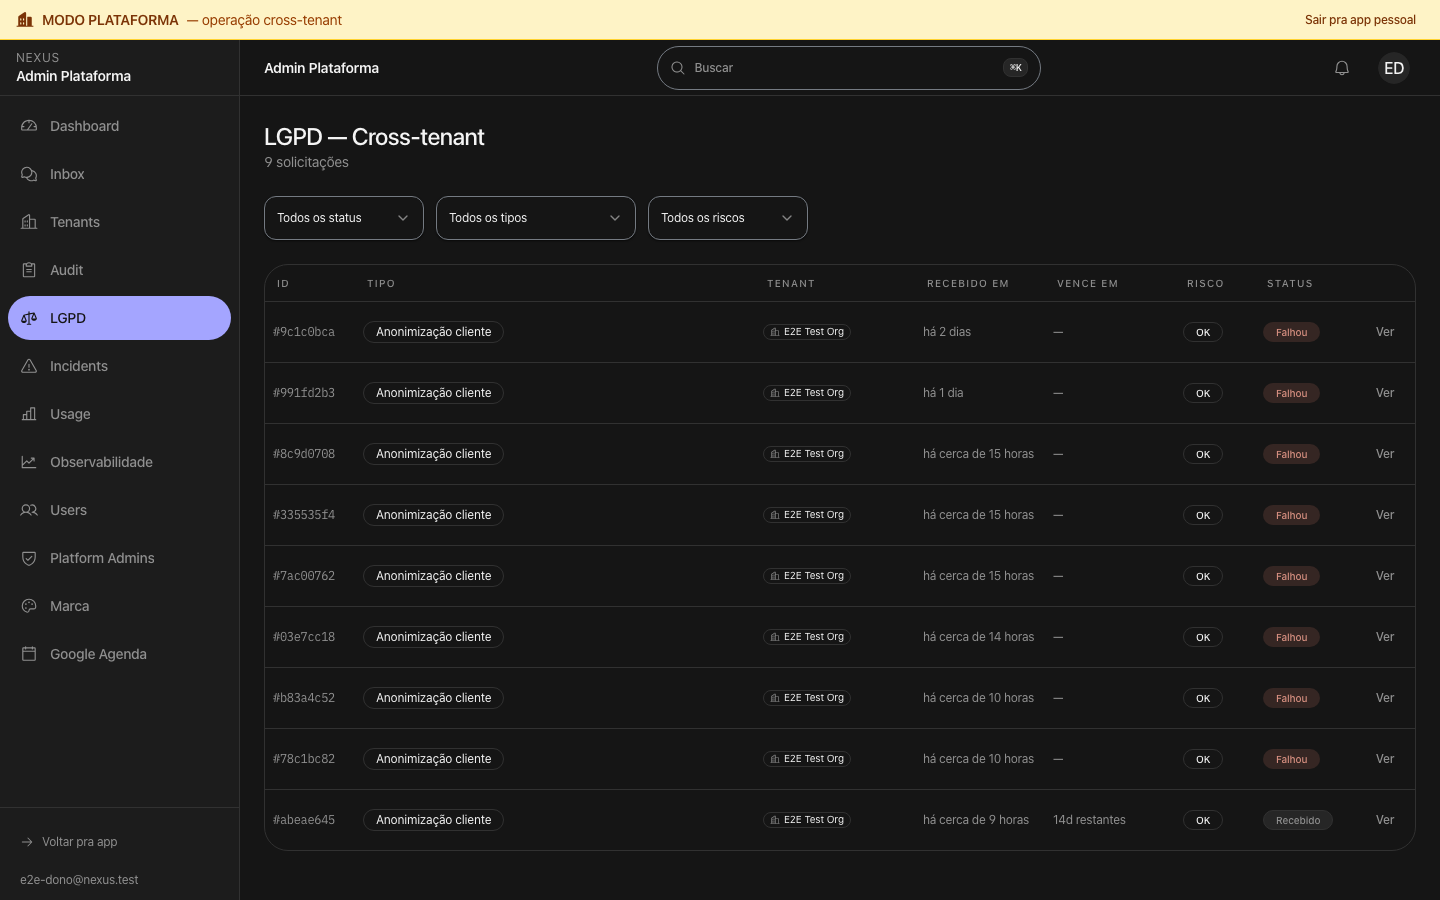 MODO PLATAFORMA — operação cross-tenant
Sair pra app pessoal
NEXUS
Admin Plataforma
Admin Plataforma
Buscar
⌘K
ED
Dashboard
Inbox
Tenants
Audit
LGPD
Incidents
Usage
Observabilidade
Users
Platform Admins
Marca
Google Agenda
Voltar pra app
e2e-dono@nexus.test
LGPD — Cross-tenant
9 solicitações
Todos os status
Todos os tipos
Todos os riscos
ID TIPO TENANT RECEBIDO EM VENCE EM RISCO STATUS
#9c1c0bca Anonimização cliente E2E Test Org há 2 dias — OK Falhou Ver
#991fd2b3 Anonimização cliente E2E Test Org há 1 dia — OK Falhou Ver
#8c9d0708 Anonimização cliente E2E Test Org há cerca de 15 horas — OK Falhou Ver
#335535f4 Anonimização cliente E2E Test Org há cerca de 15 horas — OK Falhou Ver
#7ac00762 Anonimização cliente E2E Test Org há cerca de 15 horas — OK Falhou Ver
#03e7cc18 Anonimização cliente E2E Test Org há cerca de 14 horas — OK Falhou Ver
#b83a4c52 Anonimização cliente E2E Test Org há cerca de 10 horas — OK Falhou Ver
#78c1bc82 Anonimização cliente E2E Test Org há cerca de 10 horas — OK Falhou Ver
#abeae645 Anonimização cliente E2E Test Org há cerca de 9 horas 14d restantes OK Recebido Ver